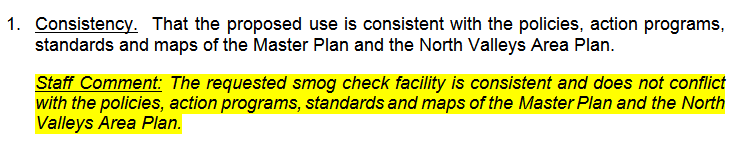 1. Consistency. That the proposed use is consistent with the policies, action programs,
standards and maps of the Master Plan and the North Valleys Area Plan.
Staff Comment: The requested smog check facility is consistent and does not conflict
with the policies, action programs, standards and maps of the Master Plan and the North
Valleys Area Plan.